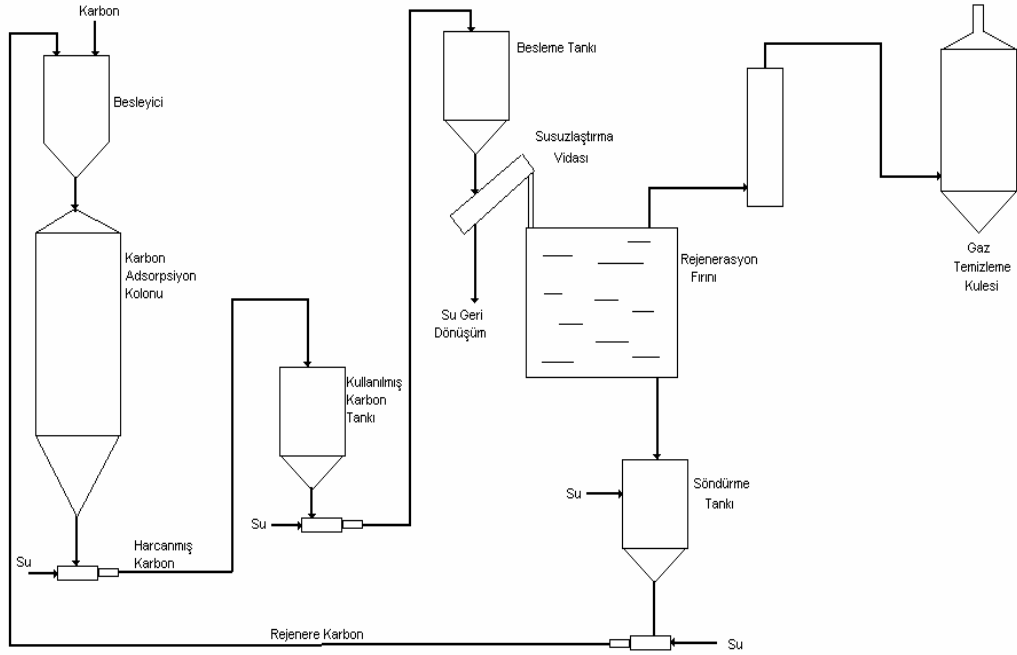 Karbon
Besleyici
Karbon
Adsorpsiyon
Kolonu
Su
Harcanmış
Karbon
Kullanılmış
Karbon
Tankı
Su
Besleme Tankı
Susuzlaştırma
Vidası
Su Geri
Dönüşüm
Rejenerasyon
Fırını
Gaz
Temizleme
Kulesi
Söndürme
Tankı
Su
Rejenere Karbon
Su